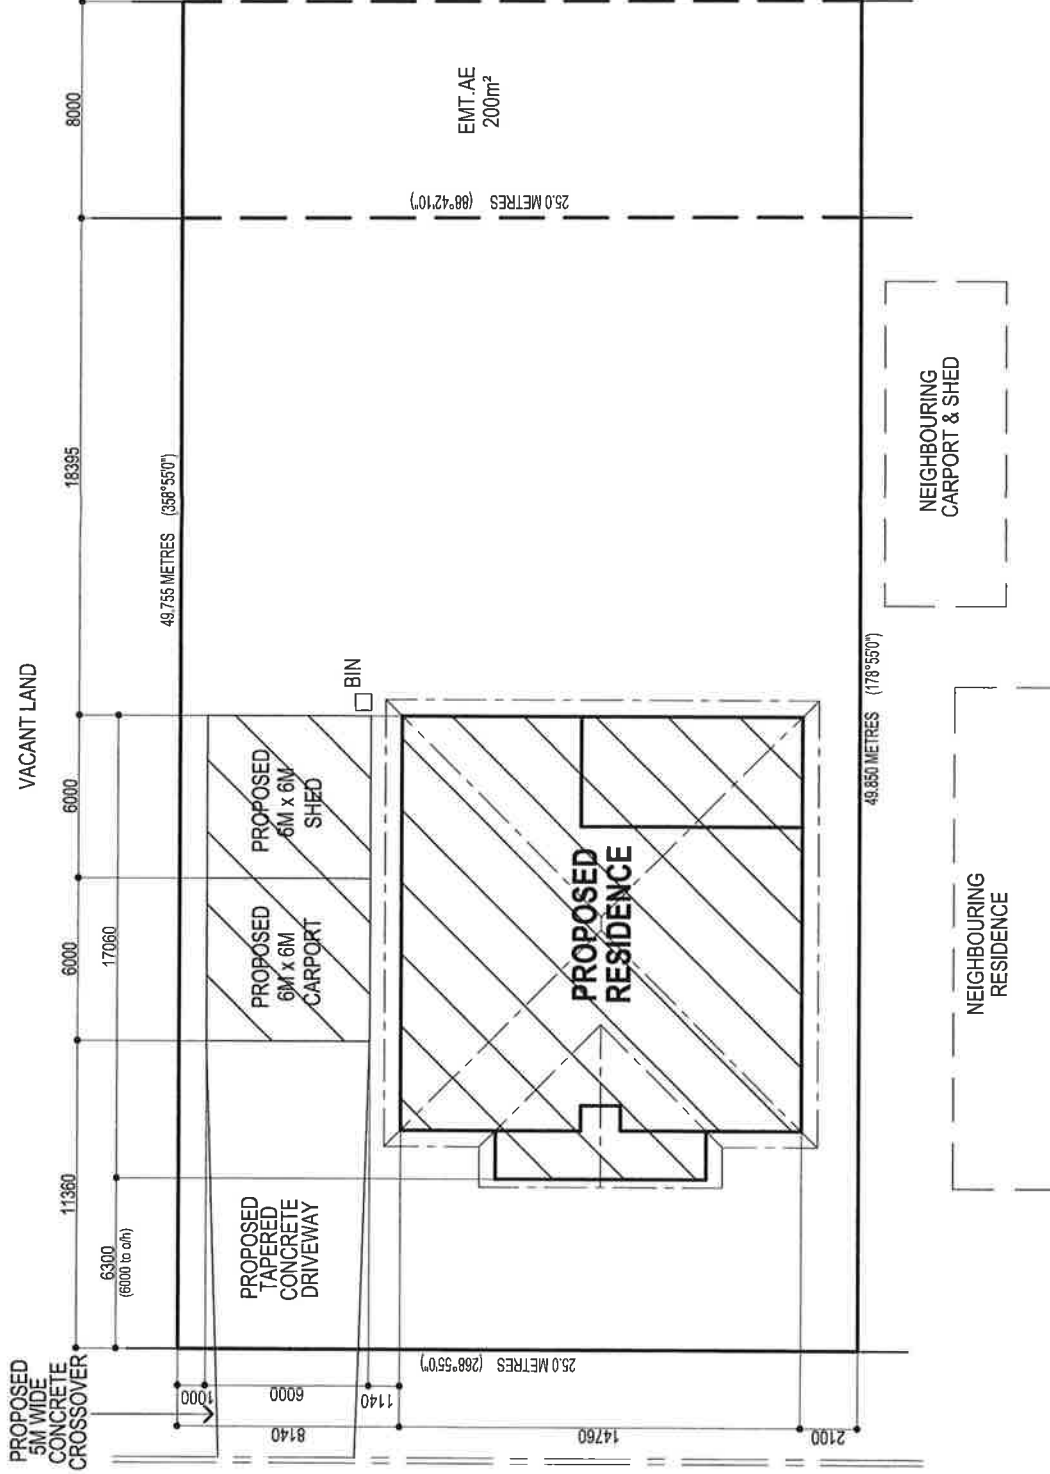 PROPOSED
5M WIDE
CONCRETE
CROSSOVER
VACANT LAND
11360
6000
6000
18395
8000
6300
(6000 to o/h)
17060
49.755 METRES (358°55'0")
PROPOSED
TAPERED
CONCRETE
DRIVEWAY
PROPOSED
6M x 6M
CARPORT
PROPOSED
6M x 6M
SHED
BIN
EMT.AE
200m²
25.0 METRES (88°42'10")
25.0 METRES (268°55'0")
1000
6000
1140
8140
14760
2100
PROPOSED
RESIDENCE
49.850 METRES (178°55'0")
NEIGHBOURING
CARPORT & SHED
NEIGHBOURING
RESIDENCE